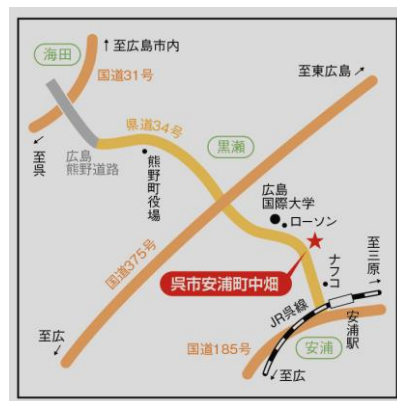 海田
↑至広島市内
国道31号
至東広島↗
県道34号
黒瀬
↙
至呉
広島
熊野道路
熊野町役場
広島
国際大学
ローソン
★
至三原
→
ナフコ
呉市安浦町中畑
国道375号
JR呉線
安浦駅
至広
↙
国道185号
安浦
↙至広